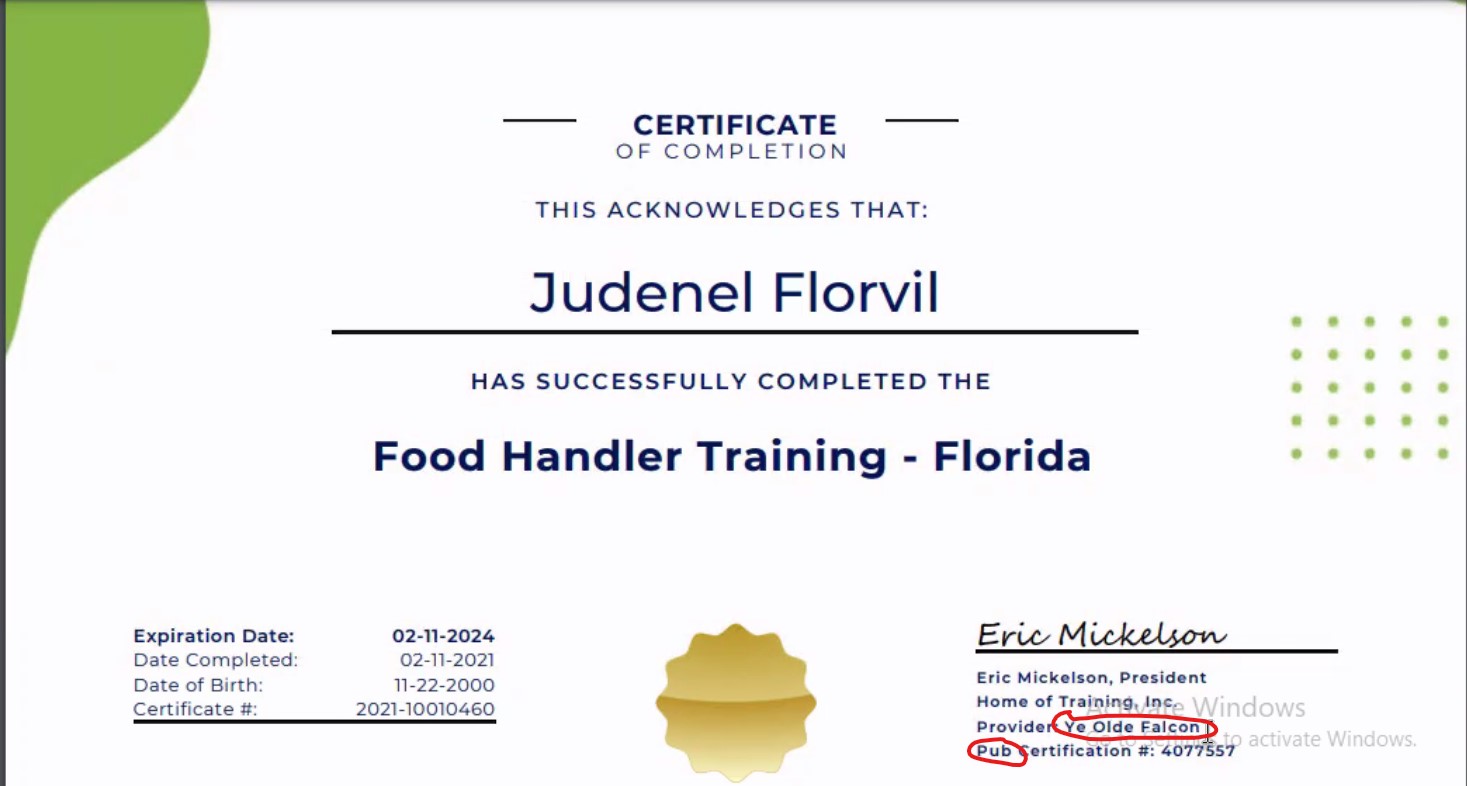 CERTIFICATE
OF COMPLETION
THIS ACKNOWLEDGES THAT:
Judenel Florvil
HAS SUCCESSFULLY COMPLETED THE
Food Handler Training - Florida
Expiration Date: 02-11-2024
Date Completed: 02-11-2021
Date of Birth: 11-22-2000
Certificate #: 2021-10010460
Eric Mickelson
Eric Mickelson, President
Home of Training, Inc.
Provider: Ye Olde Falcon
Pub Certification #: 4077557
Activate Windows
Go to Settings to activate Windows.